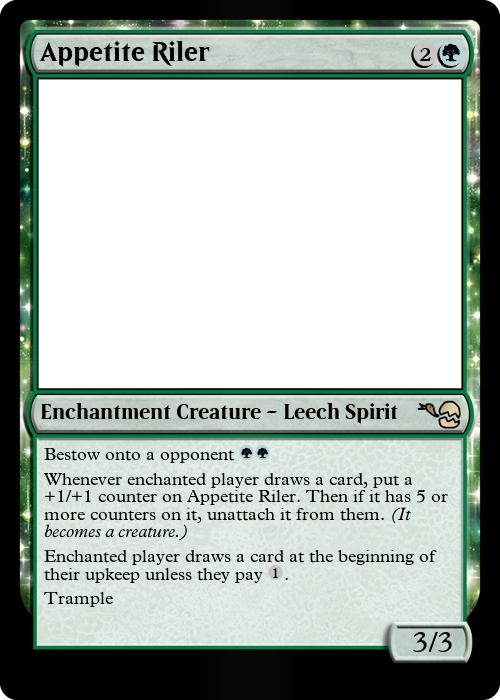 Appetite Riler 2
Enchantment Creature – Leech Spirit
Bestow onto a opponent
Whenever enchanted player draws a card, put a
+1/+1 counter on Appetite Riler. Then if it has 5 or
more counters on it, unattach it from them. (It
becomes a creature.)
Enchanted player draws a card at the beginning of
their upkeep unless they pay 1.
Trample
3/3